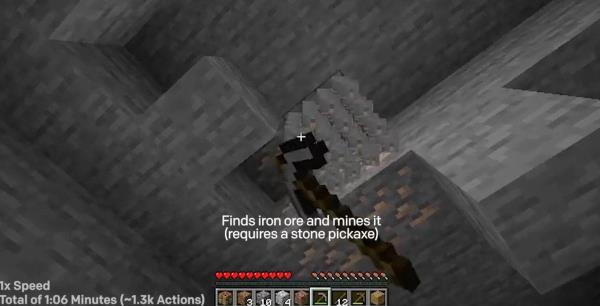 Finds iron ore and mines it
(requires a stone pickaxe)
1x Speed
Total of 1:06 Minutes (~1.3k Actions)
3 10 4 12